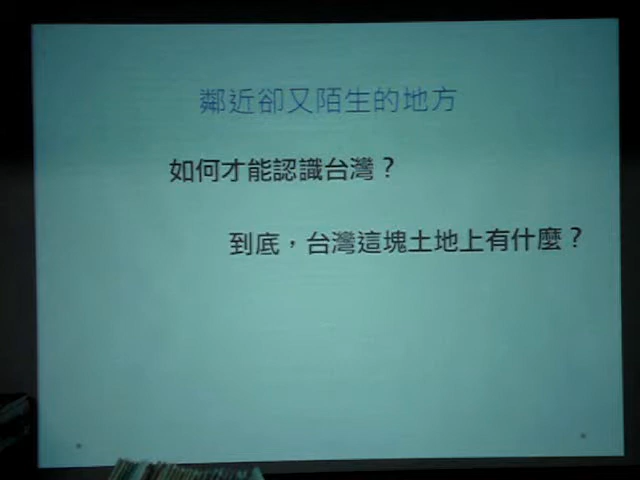 鄰近卻又陌生的地方
如何才能認識台灣？
到底，台灣這塊土地上有什麼？